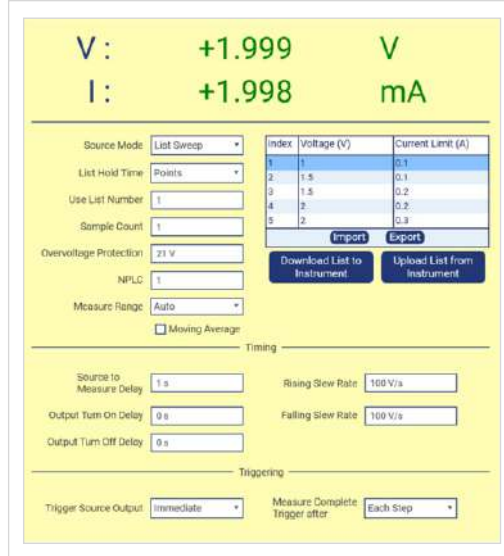 V : +1.999 V
I : +1.998 mA
Source Mode List Sweep
List Hold Time Points
Use List Number 1
Sample Count 1
Overvoltage Protection 21 V
NPLC 1
Measure Range Auto
Moving Average
Index Voltage (V) Current Limit (A)
1 1 0.1
2 1.5 0.1
3 1.5 0.2
4 2 0.2
5 2 0.3
Import Export
Download List to
Instrument
Upload List from
Instrument
Timing
Source to
Measure Delay 1 s
Output Turn On Delay 0 s
Output Turn Off Delay 0 s
Rising Slew Rate 100 V/s
Falling Slew Rate 100 V/s
Triggering
Trigger Source Output Immediate
Measure Complete
Trigger after Each Step